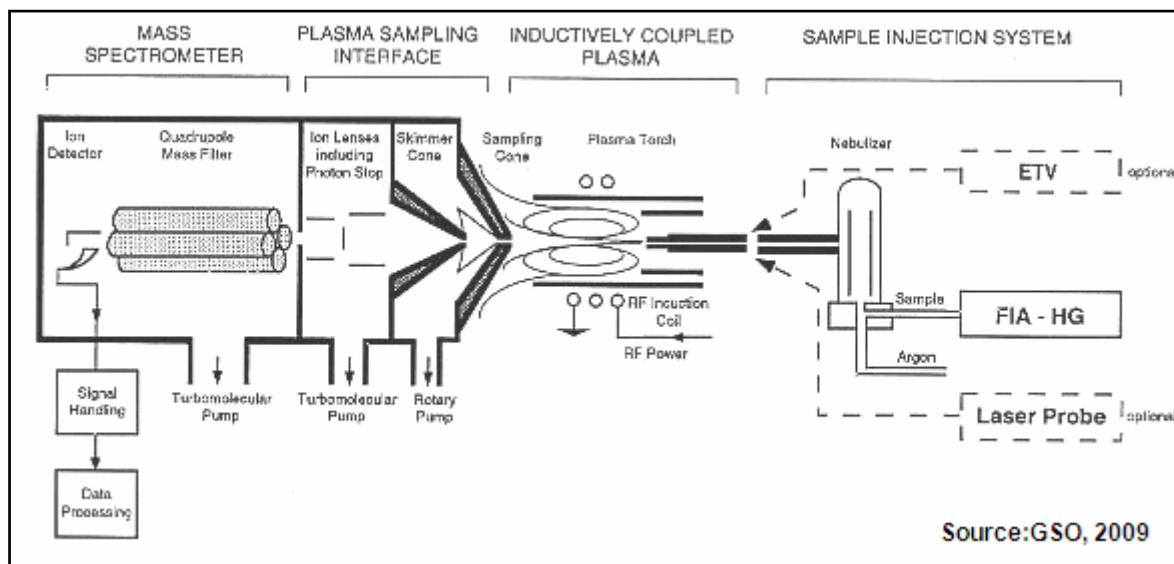 MASS
SPECTROMETER
PLASMA SAMPLING
INTERFACE
INDUCTIVELY COUPLED
PLASMA
SAMPLE INJECTION SYSTEM
Ion
Detector
Quadrupole
Mass Filter
Ion Lenses
including
Photon Stop
Skimmer
Cone
Sampling
Cone
Plasma Torch
Nebulizer
ETV
optional
RF Induction
Coil
RF Power
Sample
FIA - HG
Argon
Laser Probe
optional
Turbomolecular
Pump
Turbomolecular
Pump
Rotary
Pump
Signal
Handling
Data
Processing
Source:GSO, 2009